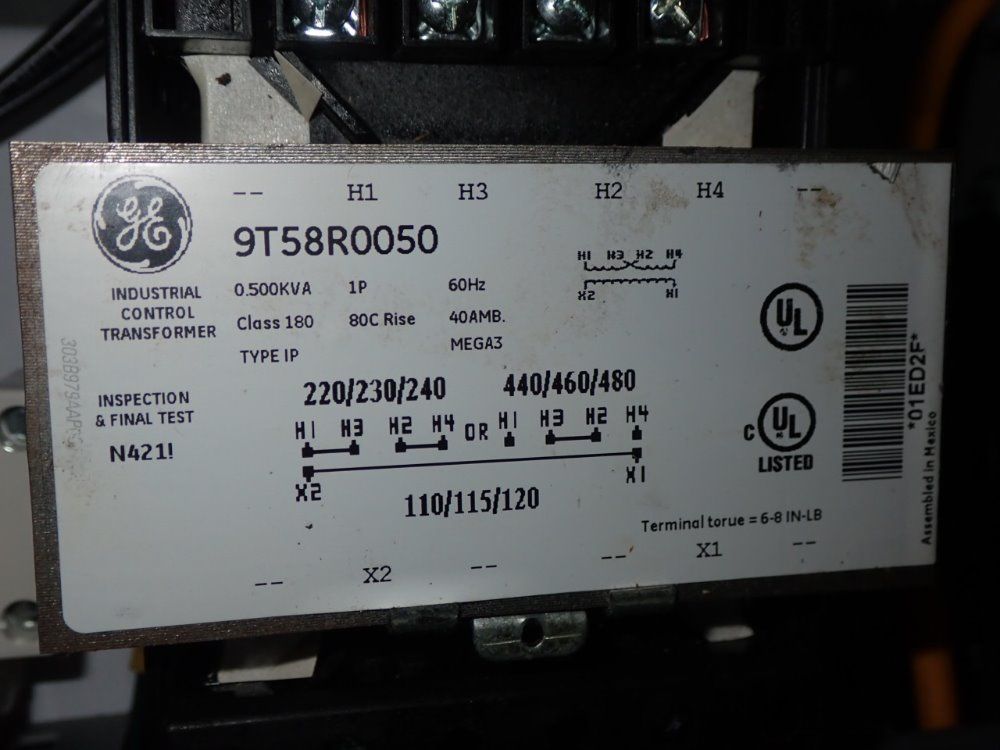 -- H1 H3 H2 H4 --
GE
9T58R0050
H1 H3 H2 H4
X2 X1
INDUSTRIAL
CONTROL
TRANSFORMER
0.500KVA 1P 60Hz
Class 180 80C Rise 40AMB.
TYPE IP MEGA3
UL
220/230/240 440/460/480
INSPECTION
& FINAL TEST
N421!
H1 H3 H2 H4 OR H1 H3 H2 H4
X2 X1
110/115/120
C UL
LISTED
Terminal torue = 6-8 IN-LB
-- X2 -- -- X1 --
*01ED2F*
Assembled in Mexico